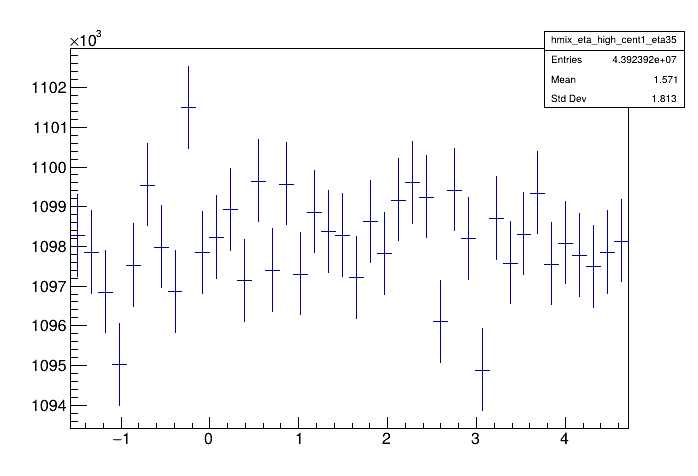 ×10³
hmix_eta_high_cent1_eta35
Entries 4.392392e+07
Mean 1.571
Std Dev 1.813
1102
1101
1100
1099
1098
1097
1096
1095
1094
−1 0 1 2 3 4